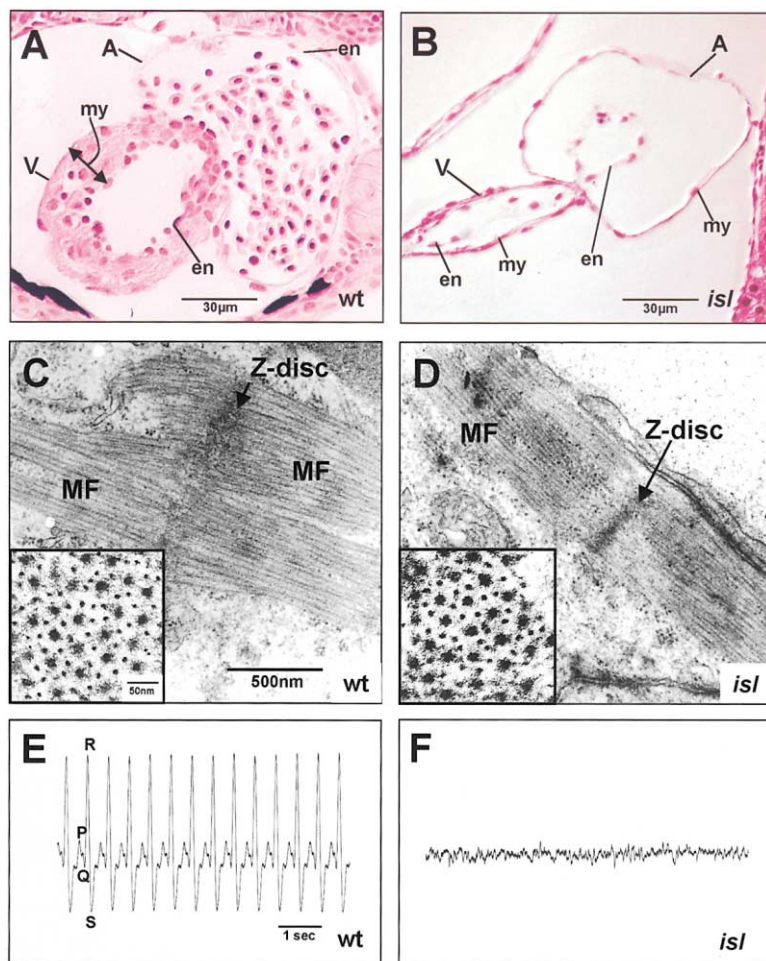 A
A
en
my
V
en
30µm
wt
B
A
V
en
my
en
my
30µm
isl
C
Z-disc
MF
MF
50nm
500nm
wt
D
MF
Z-disc
isl
E
R
P
Q
S
1 sec
wt
F
isl